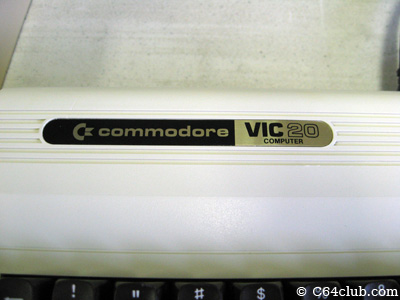 commodore VIC 20
COMPUTER
! " # $ %
© C64club.com